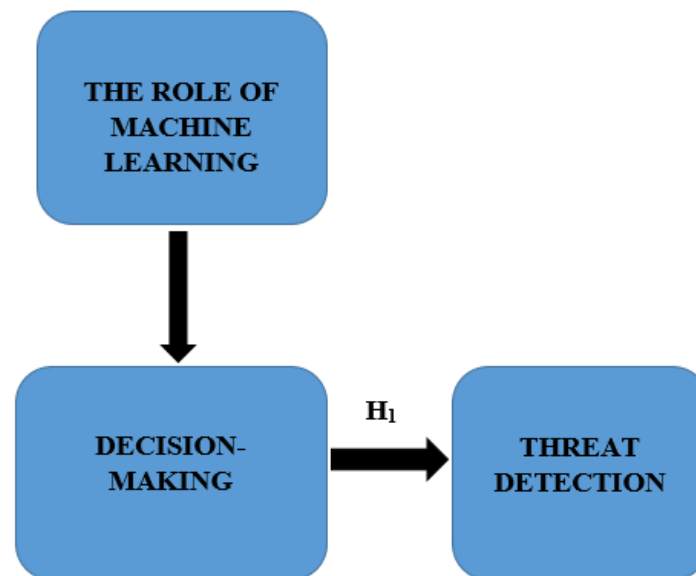 THE ROLE OF
MACHINE
LEARNING
DECISION-
MAKING
H1
THREAT
DETECTION